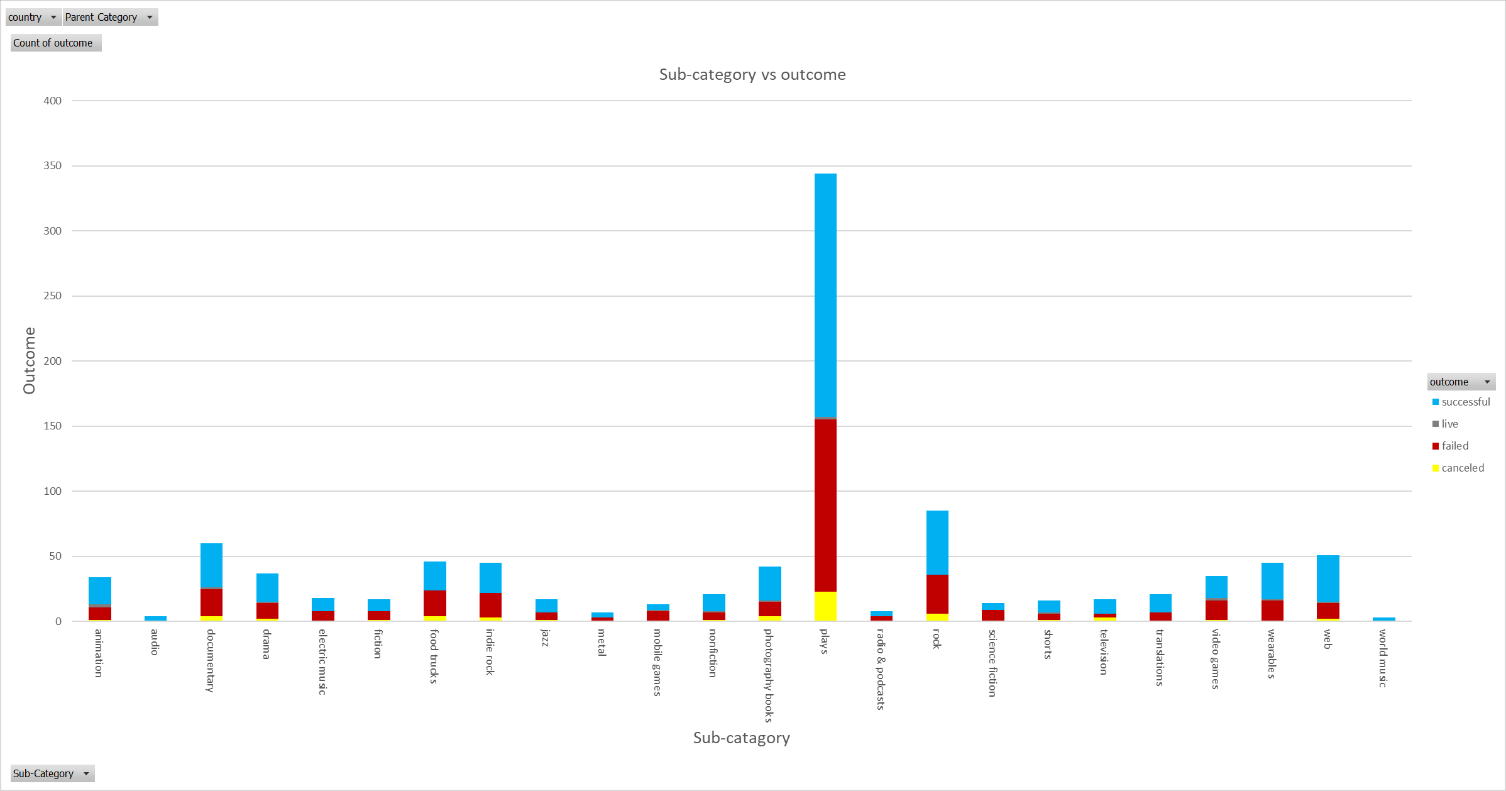 country Parent Category
Count of outcome
Sub-category vs outcome
400
350
300
250
200
150
100
50
0
Outcome
animation
audio
documentary
drama
electric music
fiction
food trucks
indie rock
jazz
metal
mobile games
nonfiction
photography books
plays
radio & podcasts
rock
science fiction
shorts
television
translations
video games
wearables
web
world music
Sub-catagory
outcome
successful
live
failed
canceled
Sub-Category